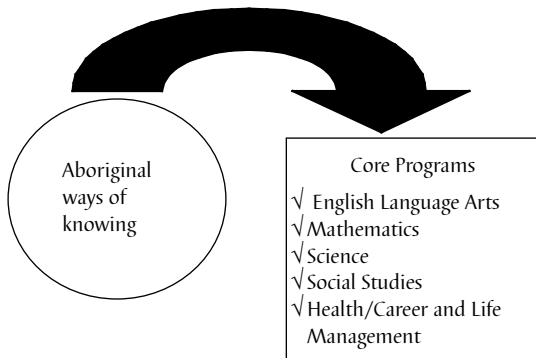 Aboriginal
ways of
knowing
Core Programs
√ English Language Arts
√ Mathematics
√ Science
√ Social Studies
√ Health/Career and Life
Management